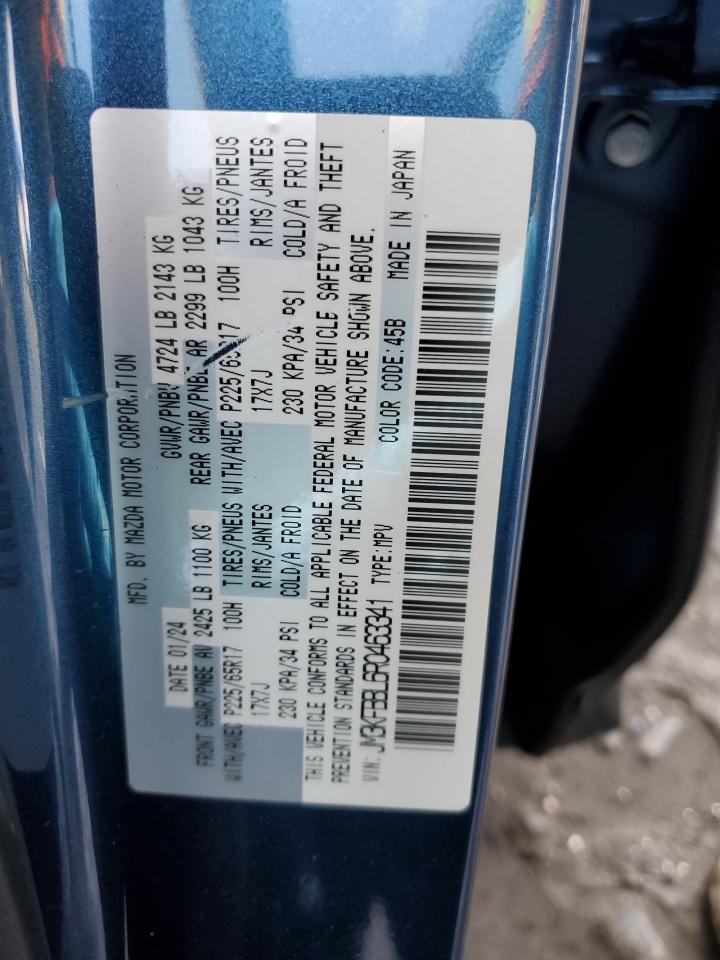 MFD. BY MAZDA MOTOR CORPORATION
DATE 01/24 GVWR/PNBV 4724 LB 2143 KG
FRONT GAWR/PNBE AV 2425 LB 1100 KG REAR GAWR/PNBE AR 2299 LB 1043 KG
WITH/AVEC P225/65R17 100H TIRES/PNEUS WITH/AVEC P225/65R17 100H TIRES/PNEUS
17X7J RIMS/JANTES 17X7J RIMS/JANTES
230 KPA/34 PSI COLD/A FROID 230 KPA/34 PSI COLD/A FROID
THIS VEHICLE CONFORMS TO ALL APPLICABLE FEDERAL MOTOR VEHICLE SAFETY AND THEFT
PREVENTION STANDARDS IN EFFECT ON THE DATE OF MANUFACTURE SHOWN ABOVE.
VIN: JM3KFBBL6R0463341 TYPE:MPV COLOR CODE:45B MADE IN JAPAN